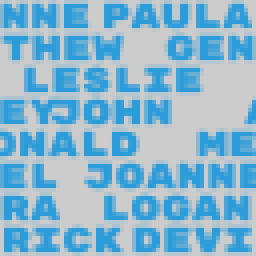 NNE PAULA
THEW GEN
LESLIE
EYJOHN A
ONALD ME
EL JOANNE
RA LOGAN
RICK DEVI